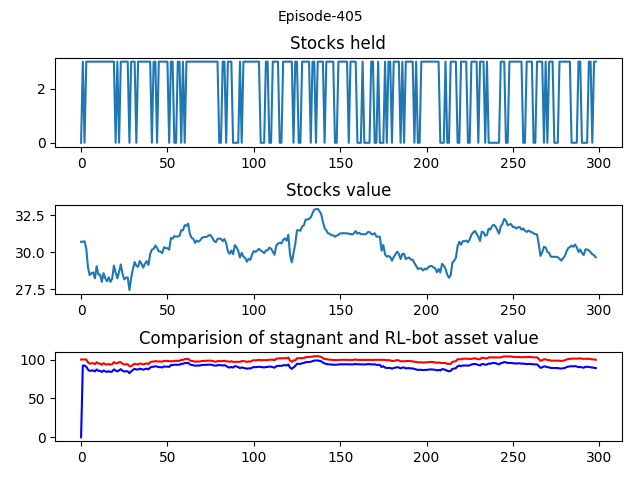 Episode-405
Stocks held
2
0
0 50 100 150 200 250 300
Stocks value
32.5
30.0
27.5
0 50 100 150 200 250 300
Comparision of stagnant and RL-bot asset value
100
50
0
0 50 100 150 200 250 300